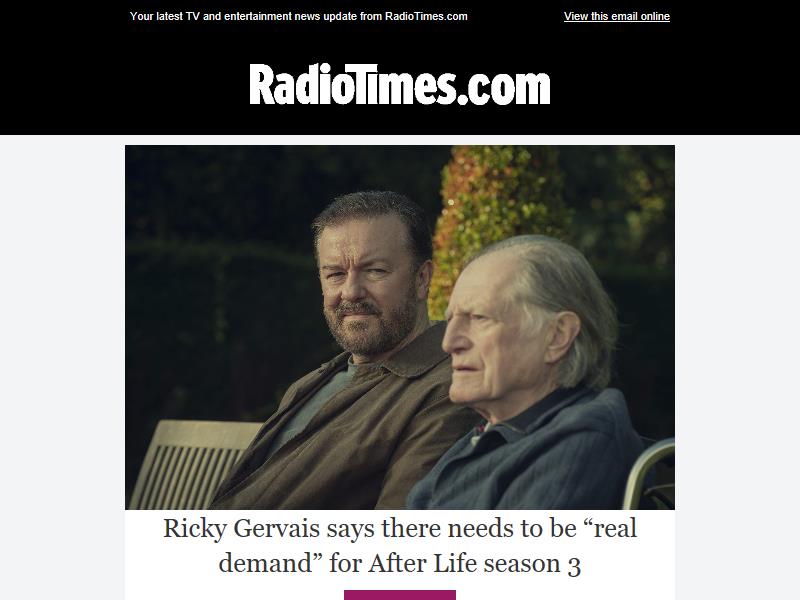 Your latest TV and entertainment news update from RadioTimes.com
View this email online
RadioTimes.com
Ricky Gervais says there needs to be “real
demand” for After Life season 3